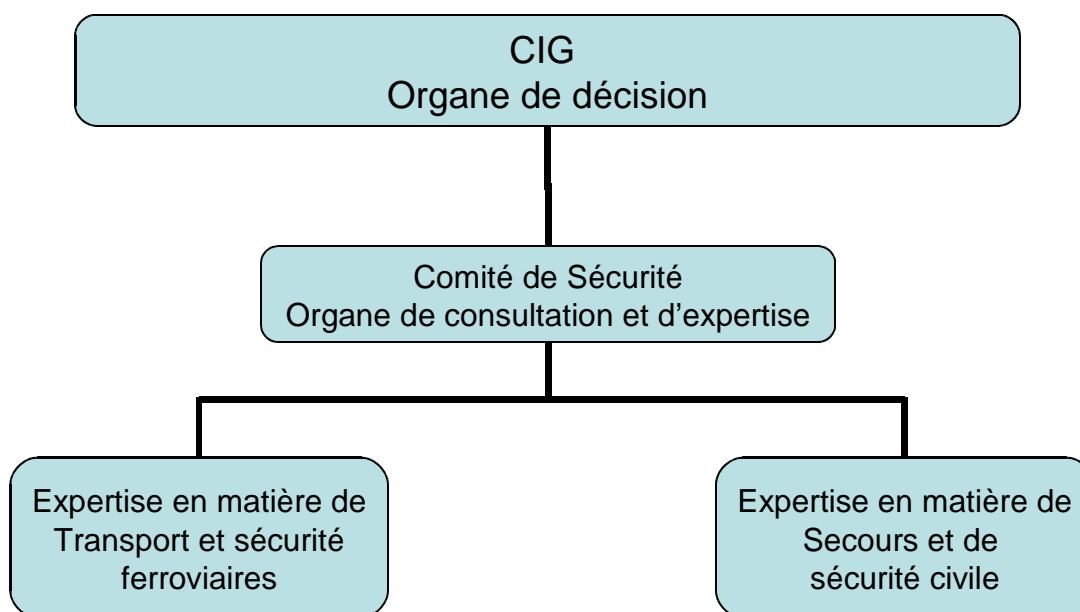 CIG
Organe de décision
Comité de Sécurité
Organe de consultation et d’expertise
Expertise en matière de
Transport et sécurité
ferroviaires
Expertise en matière de
Secours et de
sécurité civile